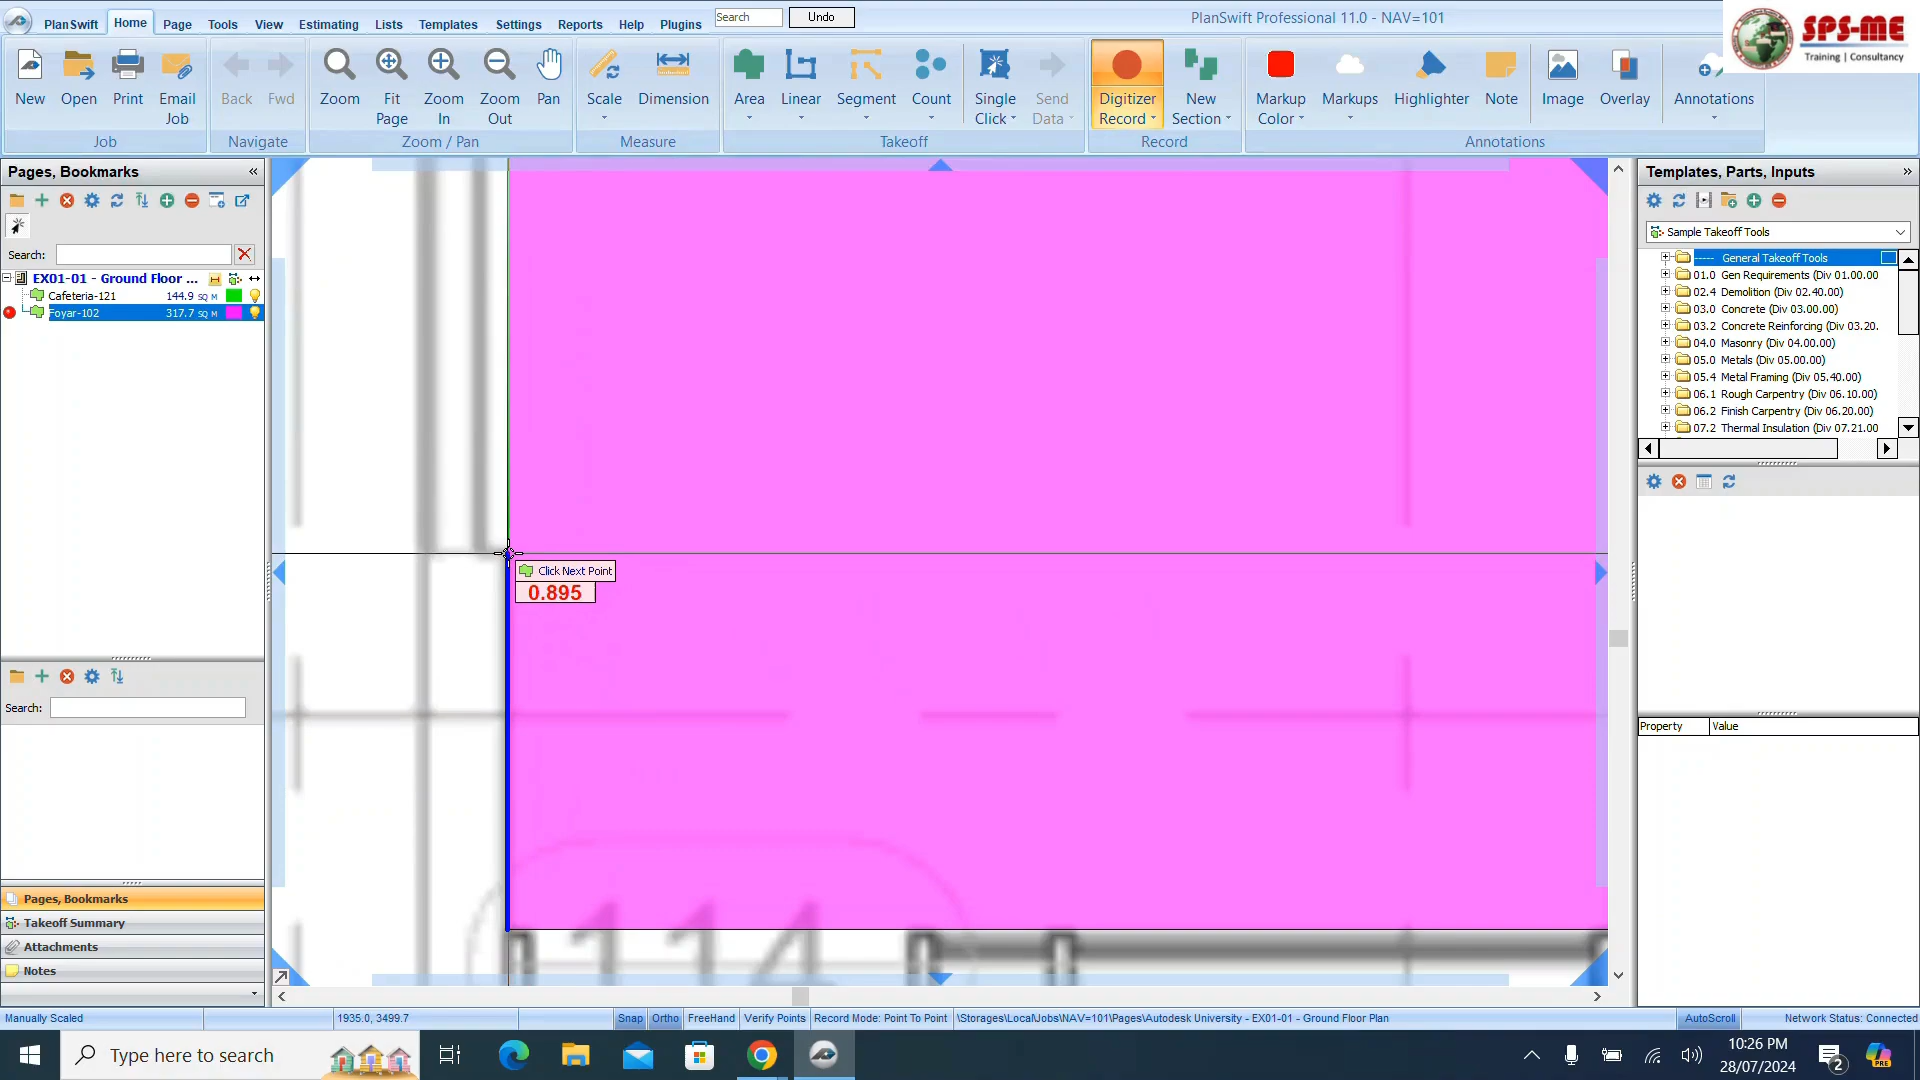 PlanSwift
Home
Page
Tools
View
Estimating
Lists
Templates
Settings
Reports
Help
Plugins
Search
Undo
PlanSwift Professional 11.0 - NAV=101
SPS-ME
Training | Consultancy
New
Open
Print
Email
Job
Back
Fwd
Zoom
Fit
Page
Zoom
In
Zoom
Out
Pan
Scale
Dimension
Area
Linear
Segment
Count
Single
Click
Send
Data
Digitizer
Record
New
Section
Markup
Color
Markups
Highlighter
Note
Image
Overlay
Annotations
Job
Navigate
Zoom / Pan
Measure
Takeoff
Record
Annotations
Pages, Bookmarks
Search:
EX01-01 - Ground Floor ...
Cafeteria-121 144.9 SQ M
Foyar-102 317.7 SQ M
Search:
Pages, Bookmarks
Takeoff Summary
Attachments
Notes
Click Next Point
0.895
114
Templates, Parts, Inputs
Sample Takeoff Tools
----- General Takeoff Tools
01.0 Gen Requirements (Div 01.00.00
02.4 Demolition (Div 02.40.00)
03.0 Concrete (Div 03.00.00)
03.2 Concrete Reinforcing (Div 03.20.
04.0 Masonry (Div 04.00.00)
05.0 Metals (Div 05.00.00)
05.4 Metal Framing (Div 05.40.00)
06.1 Rough Carpentry (Div 06.10.00)
06.2 Finish Carpentry (Div 06.20.00)
07.2 Thermal Insulation (Div 07.21.00
Property Value
Manually Scaled
1935.0, 3499.7
Snap
Ortho
FreeHand
Verify Points
Record Mode: Point To Point
\Storages\Local\Jobs\NAV=101\Pages\Autodesk University - EX01-01 - Ground Floor Plan
AutoScroll
Network Status: Connected
Type here to search
10:26 PM
28/07/2024
2
PRE